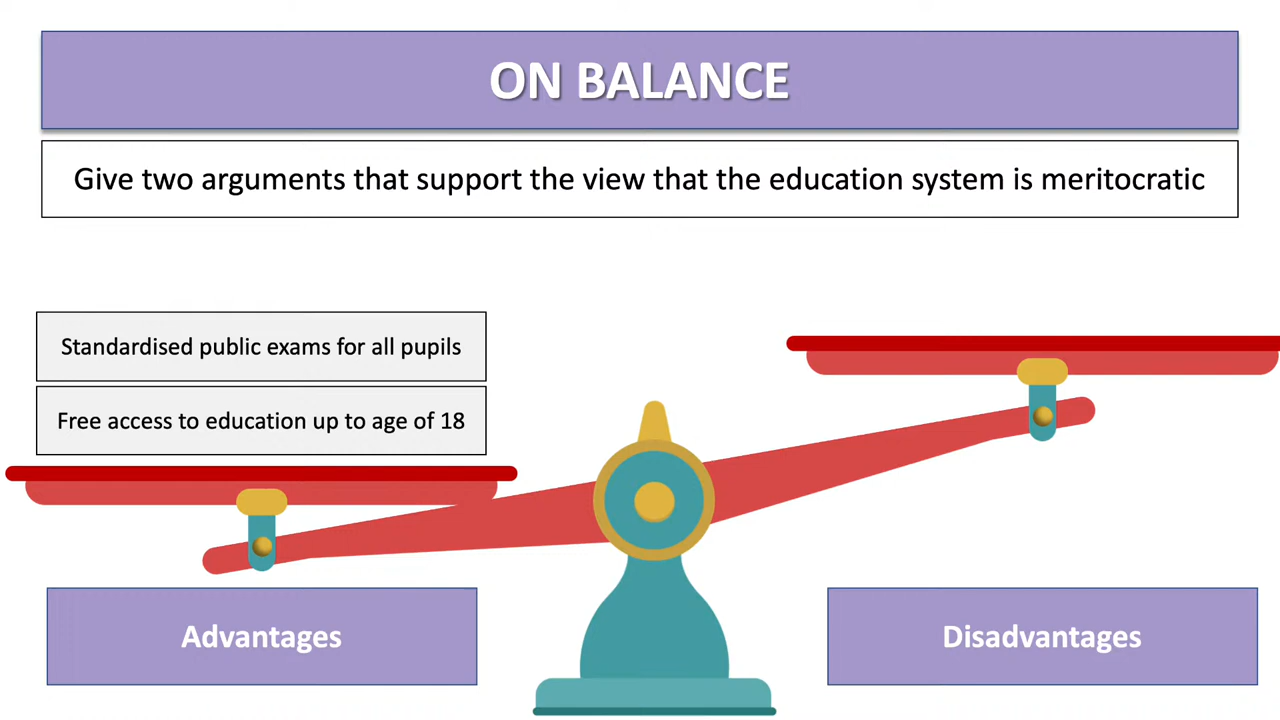 ON BALANCE
Give two arguments that support the view that the education system is meritocratic
Standardised public exams for all pupils
Free access to education up to age of 18
Advantages
Disadvantages